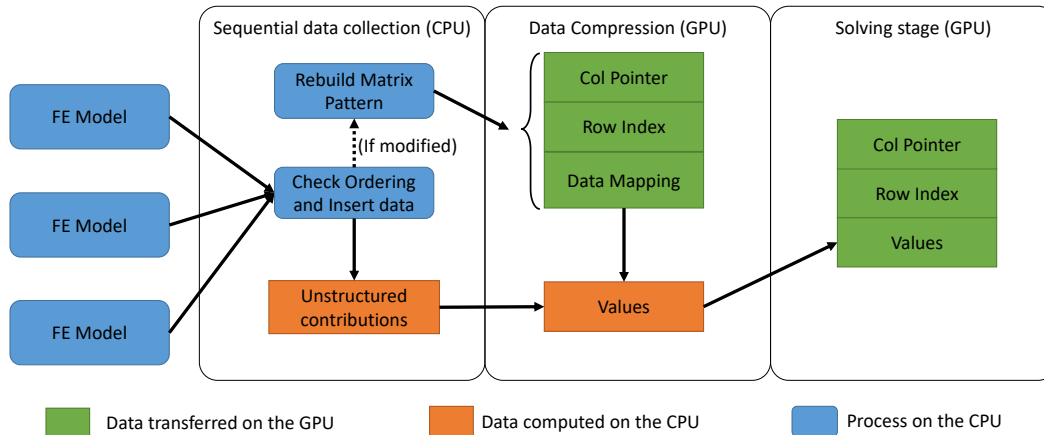 Sequential data collection (CPU)
Data Compression (GPU)
Solving stage (GPU)
FE Model
FE Model
FE Model
Rebuild Matrix
Pattern
(If modified)
Check Ordering
and Insert data
Unstructured
contributions
Col Pointer
Row Index
Data Mapping
Values
Col Pointer
Row Index
Values
Data transferred on the GPU
Data computed on the CPU
Process on the CPU